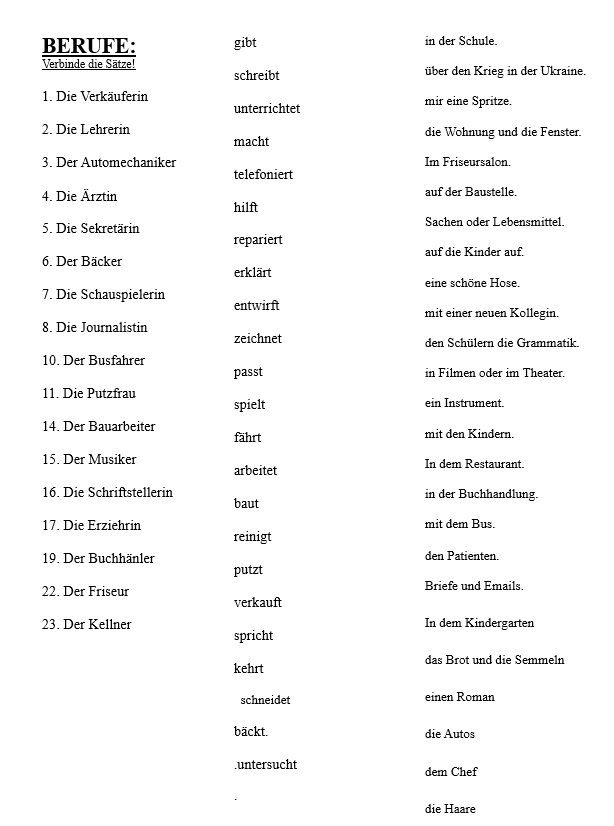 BERUFE:
Verbinde die Sätze!
1. Die Verkäuferin
2. Die Lehrerin
3. Der Automechaniker
4. Die Ärztin
5. Die Sekretärin
6. Der Bäcker
7. Die Schauspielerin
8. Die Journalistin
10. Der Busfahrer
11. Die Putzfrau
14. Der Bauarbeiter
15. Der Musiker
16. Die Schriftstellerin
17. Die Erziehrin
19. Der Buchhänler
22. Der Friseur
23. Der Kellner
gibt
schreibt
unterrichtet
macht
telefoniert
hilft
repariert
erklärt
entwirft
zeichnet
passt
spielt
fährt
arbeitet
baut
reinigt
putzt
verkauft
spricht
kehrt
schneidet
bäckt.
.untersucht
.
in der Schule.
über den Krieg in der Ukraine.
mir eine Spritze.
die Wohnung und die Fenster.
Im Friseursalon.
auf der Baustelle.
Sachen oder Lebensmittel.
auf die Kinder auf.
eine schöne Hose.
mit einer neuen Kollegin.
den Schülern die Grammatik.
in Filmen oder im Theater.
ein Instrument.
mit den Kindern.
In dem Restaurant.
in der Buchhandlung.
mit dem Bus.
den Patienten.
Briefe und Emails.
In dem Kindergarten
das Brot und die Semmeln
einen Roman
die Autos
dem Chef
die Haare